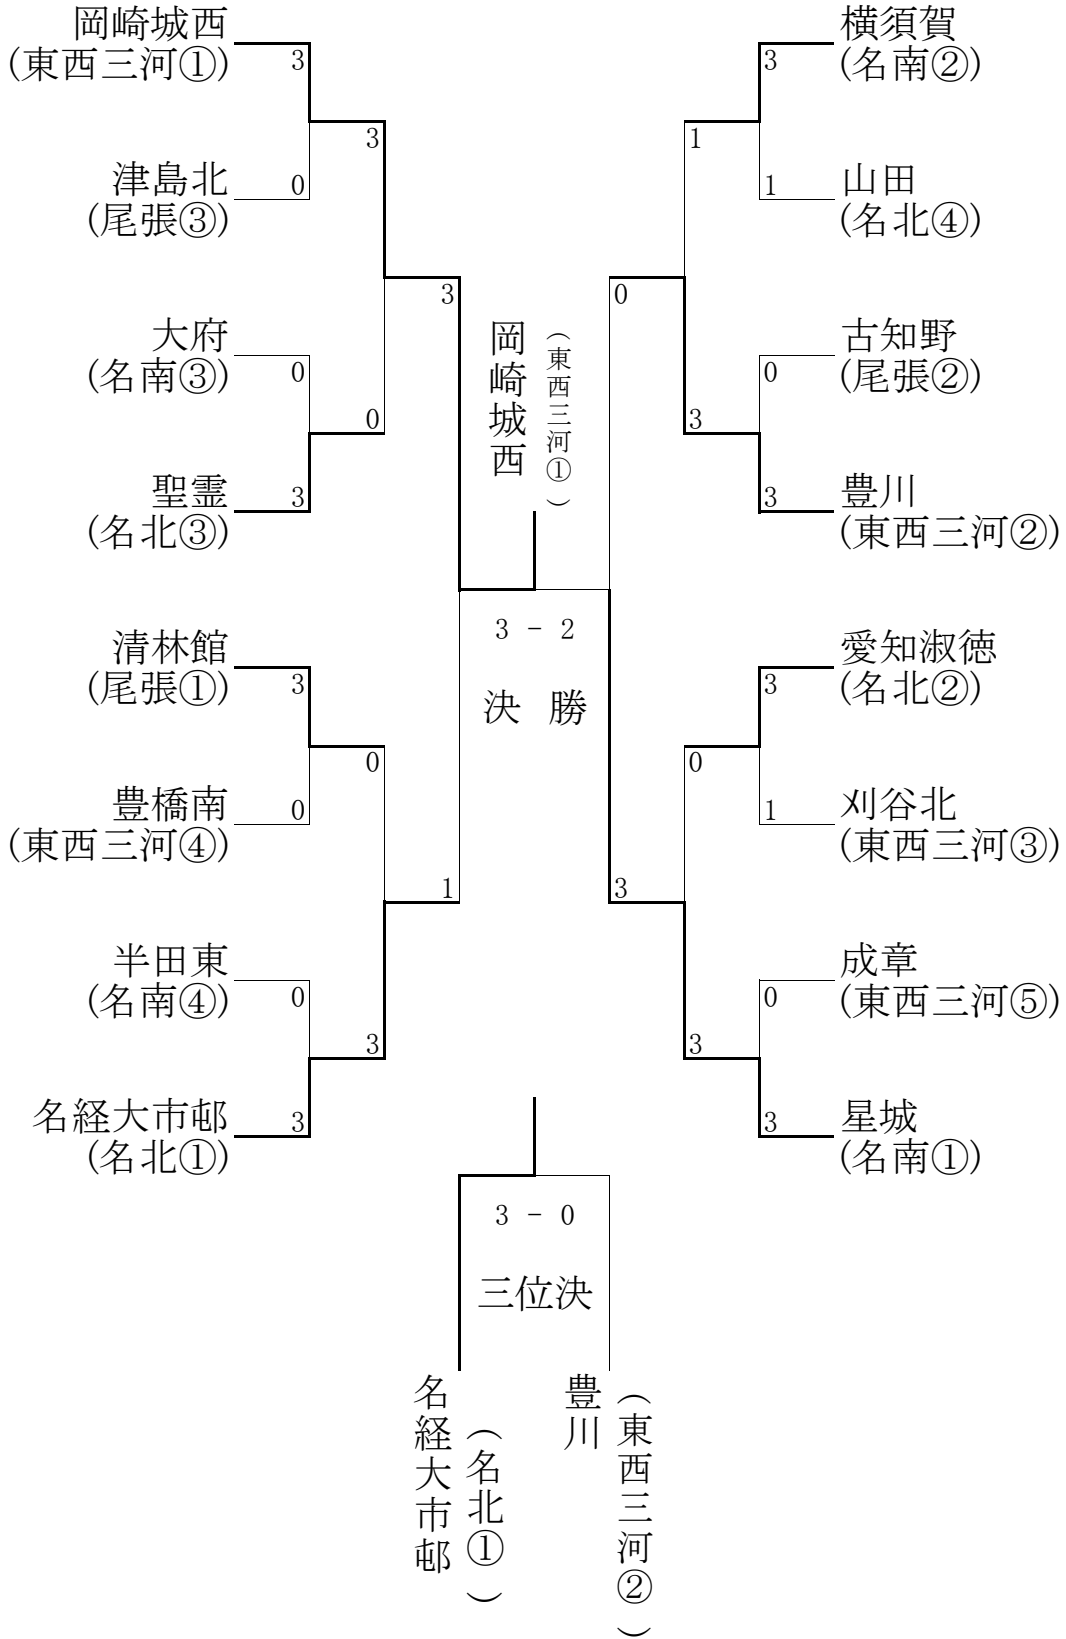 岡崎城西
(東西三河①)
3
3
津島北
(尾張③)
0
3
大府
(名南③)
0
0
聖霊
(名北③)
3
清林館
(尾張①)
3
0
豊橋南
(東西三河④)
0
1
半田東
(名南④)
0
3
名経大市邨
(名北①)
3
岡崎城西
(東西三河①)
3 - 2
決 勝
横須賀
(名南②)
3
1
山田
(名北④)
1
0
古知野
(尾張②)
0
3
豊川
(東西三河②)
3
愛知淑徳
(名北②)
3
0
刈谷北
(東西三河③)
1
3
成章
(東西三河⑤)
0
3
星城
(名南①)
3
3 - 0
三位決
名経大市邨
(名北①)
豊川
(東西三河②)